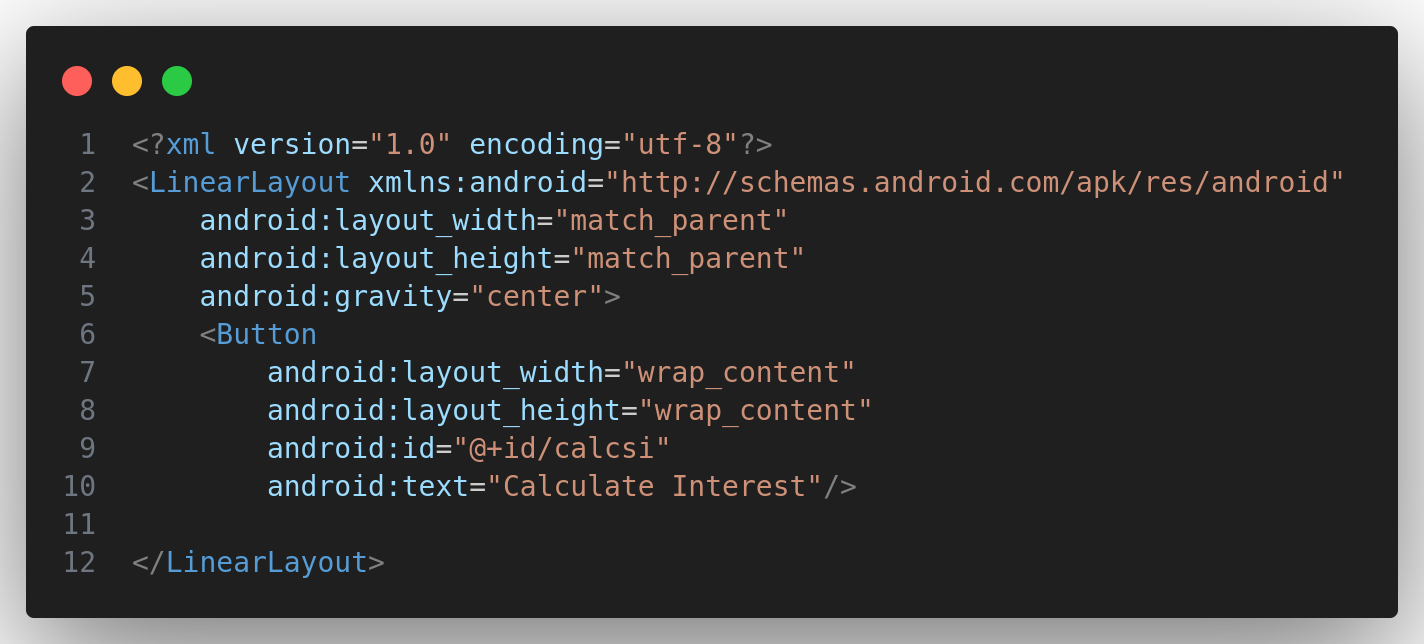 1 <?xml version="1.0" encoding="utf-8"?>
2 <LinearLayout xmlns:android="http://schemas.android.com/apk/res/android"
3     android:layout_width="match_parent"
4     android:layout_height="match_parent"
5     android:gravity="center">
6     <Button
7         android:layout_width="wrap_content"
8         android:layout_height="wrap_content"
9         android:id="@+id/calcsi"
10         android:text="Calculate Interest"/>
11
12 </LinearLayout>